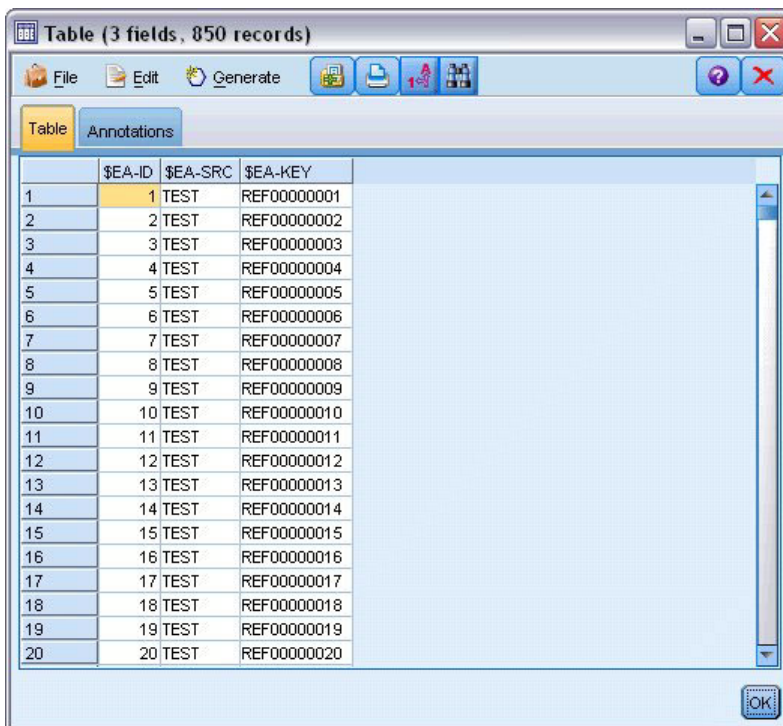 Table (3 fields, 850 records)
File Edit Generate
Table Annotations
$EA-ID $EA-SRC $EA-KEY
1 1 TEST REF00000001
2 2 TEST REF00000002
3 3 TEST REF00000003
4 4 TEST REF00000004
5 5 TEST REF00000005
6 6 TEST REF00000006
7 7 TEST REF00000007
8 8 TEST REF00000008
9 9 TEST REF00000009
10 10 TEST REF00000010
11 11 TEST REF00000011
12 12 TEST REF00000012
13 13 TEST REF00000013
14 14 TEST REF00000014
15 15 TEST REF00000015
16 16 TEST REF00000016
17 17 TEST REF00000017
18 18 TEST REF00000018
19 19 TEST REF00000019
20 20 TEST REF00000020
OK